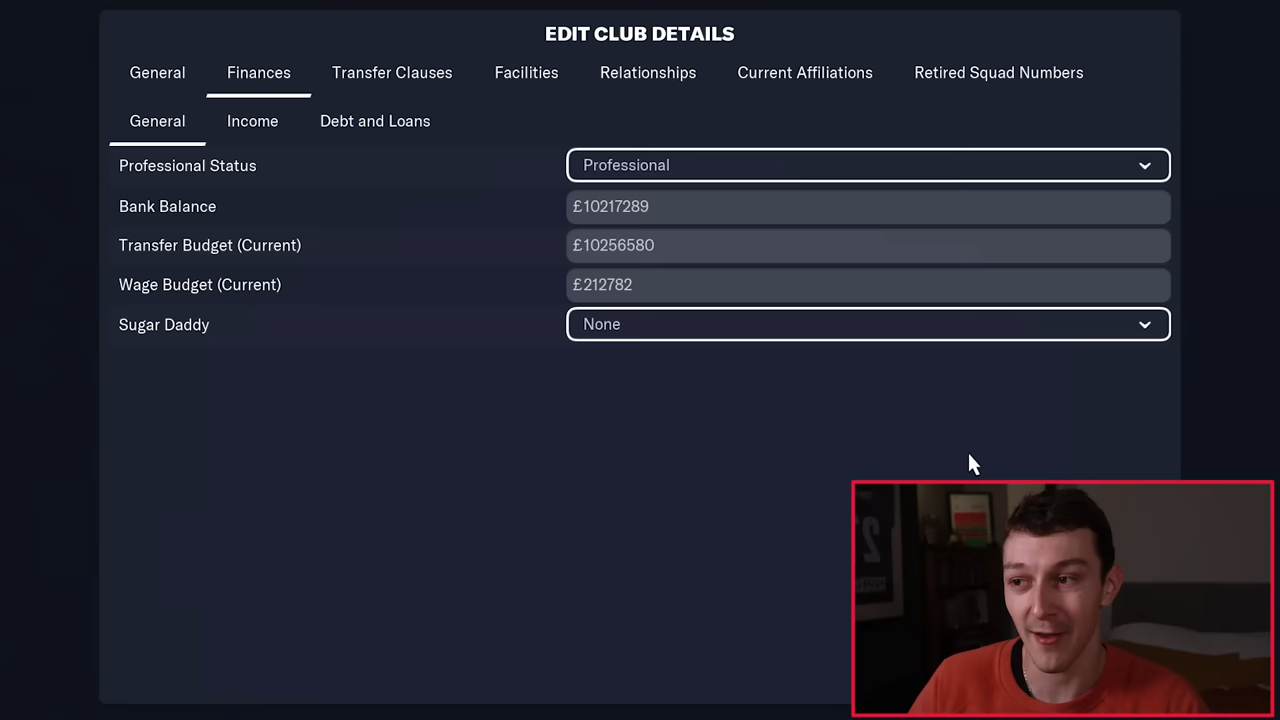 EDIT CLUB DETAILS
General Finances Transfer Clauses Facilities Relationships Current Affiliations Retired Squad Numbers
General Income Debt and Loans
Professional Status Professional
Bank Balance £10217289
Transfer Budget (Current) £10256580
Wage Budget (Current) £212782
Sugar Daddy None